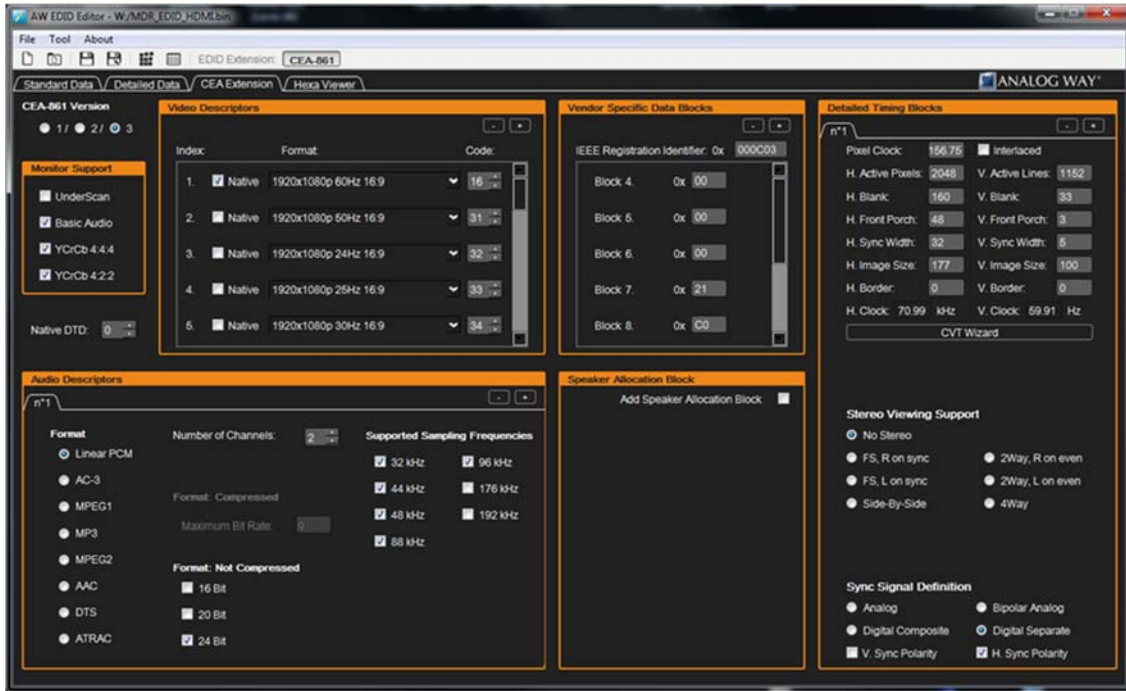 AW EDID Editor - W:/MDR_EDID_HDMI.bin
File Tool About
EDID Extension: CEA-861
Standard Data Detailed Data CEA Extension Hexa Viewer
ANALOG WAY®
CEA-861 Version
1/ 2/ 3
Monitor Support
UnderScan
Basic Audio
YCrCb 4:4:4
YCrCb 4:2:2
Native DTD: 0
Video Descriptors
- +
Index: Format: Code:
1. Native 1920x1080p 60Hz 16:9 16
2. Native 1920x1080p 50Hz 16:9 31
3. Native 1920x1080p 24Hz 16:9 32
4. Native 1920x1080p 25Hz 16:9 33
5. Native 1920x1080p 30Hz 16:9 34
Vendor Specific Data Blocks
- +
IEEE Registration Identifier: 0x 000C03
Block 4. 0x 00
Block 5. 0x 00
Block 6. 0x 00
Block 7. 0x 21
Block 8. 0x C0
Detailed Timing Blocks
n°1 - +
Pixel Clock: 156.75 Interlaced
H. Active Pixels: 2048 V. Active Lines: 1152
H. Blank: 160 V. Blank: 33
H. Front Porch: 48 V. Front Porch: 3
H. Sync Width: 32 V. Sync Width: 5
H. Image Size: 177 V. Image Size: 100
H. Border: 0 V. Border: 0
H. Clock: 70.99 kHz V. Clock: 59.91 Hz
CVT Wizard
Stereo Viewing Support
No Stereo
FS, R on sync 2Way, R on even
FS, L on sync 2Way, L on even
Side-By-Side 4Way
Sync Signal Definition
Analog Bipolar Analog
Digital Composite Digital Separate
V. Sync Polarity H. Sync Polarity
Audio Descriptors
n°1 - +
Format
Linear PCM
AC-3
MPEG1
MP3
MPEG2
AAC
DTS
ATRAC
Number of Channels: 2
Format: Compressed
Maximum Bit Rate: 0
Format: Not Compressed
16 Bit
20 Bit
24 Bit
Supported Sampling Frequencies
32 kHz 96 kHz
44 kHz 176 kHz
48 kHz 192 kHz
88 kHz
Speaker Allocation Block
Add Speaker Allocation Block